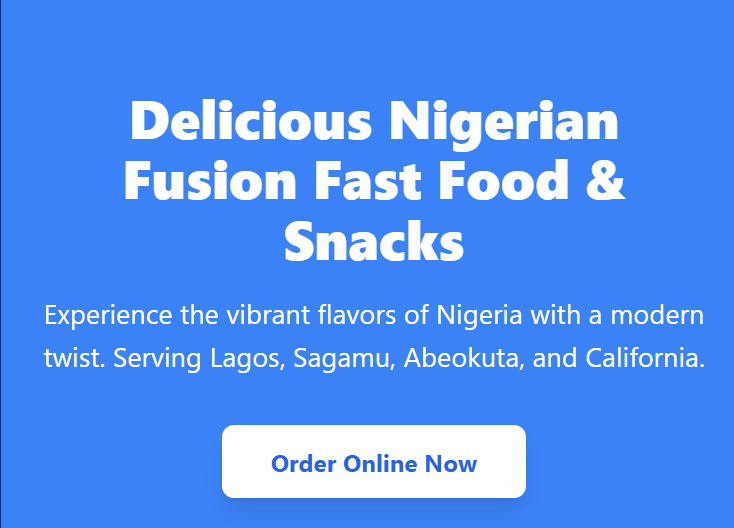 Delicious Nigerian
Fusion Fast Food &
Snacks
Experience the vibrant flavors of Nigeria with a modern
twist. Serving Lagos, Sagamu, Abeokuta, and California.
Order Online Now